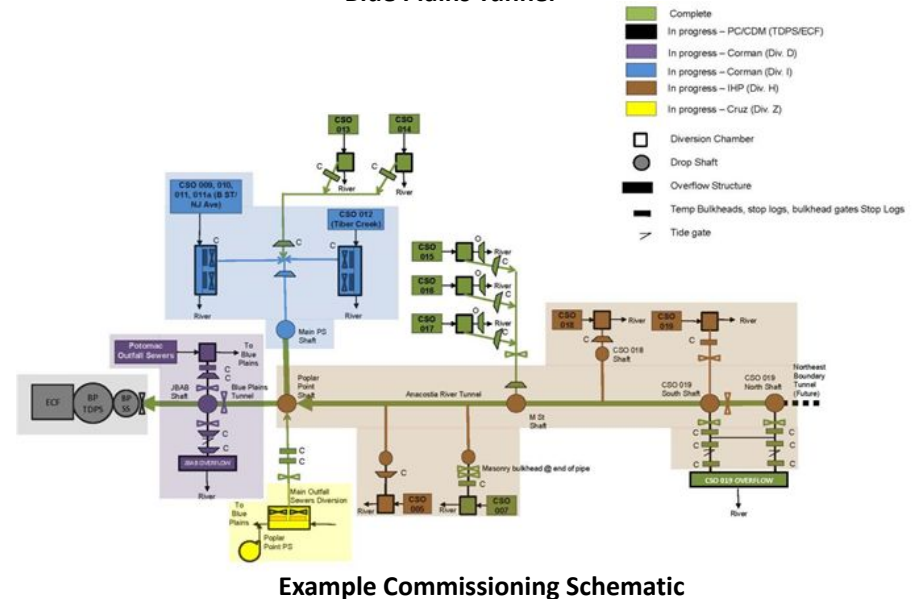 Blue Plains Tunnel
Complete
In progress – PC/CDM (TDPS/ECF)
In progress – Corman (Div. D)
In progress – Corman (Div. I)
In progress – IHP (Div. H)
In progress – Cruz (Div. Z)
Diversion Chamber
Drop Shaft
Overflow Structure
Temp Bulkheads, stop logs, bulkhead gates Stop Logs
Tide gate
CSO
013
CSO
014
C
C
River
River
CSO 009, 010,
011, 011a (B ST/
NJ Ave)
CSO 012
(Tiber Creek)
C
C
C
River
River
Main PS
Shaft
CSO
015
O
River
C
CSO
016
O
River
C
CSO
017
O
River
C
CSO
018
River
C
CSO 018
Shaft
CSO
019
River
C
Potomac
Outfall Sewers
To
Blue
Plains
C
C
JBAB
Shaft
Blue Plains
Tunnel
Poplar
Point
Shaft
Anacostia River Tunnel
M St
Shaft
CSO 019
South Shaft
CSO 019
North Shaft
Northeast
Boundary
Tunnel
(Future)
ECF
BP
TDPS
BP
SS
C
C
JBAB OVERFLOW
River
C
C
Main Outfall
Sewers Diversion
To
Blue
Plains
Poplar
Point PS
C
River
CSO
005
Masonry bulkhead @ end of pipe
C
River
CSO
007
C
C
C
C
C
C
CSO 019 OVERFLOW
River
Example Commissioning Schematic